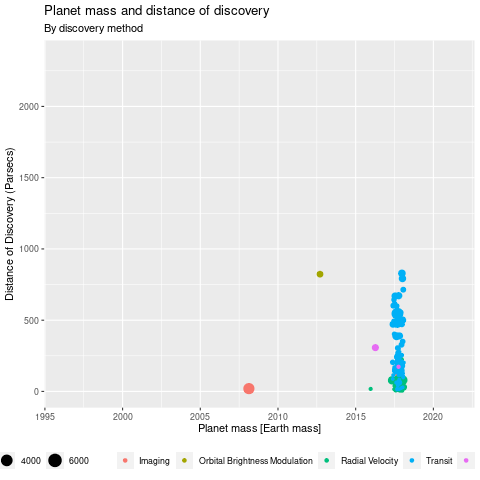 Planet mass and distance of discovery
By discovery method
Distance of Discovery (Parsecs)
2000
1500
1000
500
0
1995 2000 2005 2010 2015 2020
Planet mass [Earth mass]
4000 6000 Imaging Orbital Brightness Modulation Radial Velocity Transit